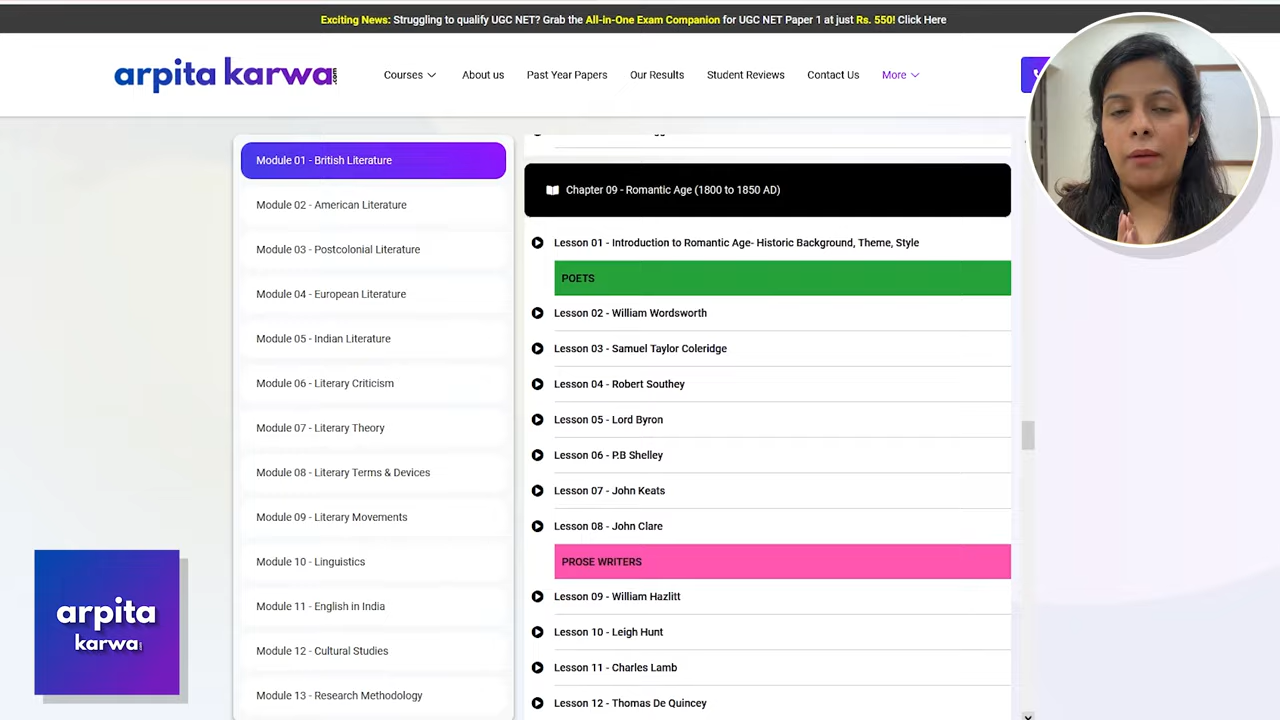 Exciting News: Struggling to qualify UGC NET? Grab the All-in-One Exam Companion for UGC NET Paper 1 at just Rs. 550! Click Here
arpita karwa.com
Courses
About us
Past Year Papers
Our Results
Student Reviews
Contact Us
More
Module 01 - British Literature
Module 02 - American Literature
Module 03 - Postcolonial Literature
Module 04 - European Literature
Module 05 - Indian Literature
Module 06 - Literary Criticism
Module 07 - Literary Theory
Module 08 - Literary Terms & Devices
Module 09 - Literary Movements
Module 10 - Linguistics
Module 11 - English in India
Module 12 - Cultural Studies
Module 13 - Research Methodology
Chapter 09 - Romantic Age (1800 to 1850 AD)
Lesson 01 - Introduction to Romantic Age- Historic Background, Theme, Style
POETS
Lesson 02 - William Wordsworth
Lesson 03 - Samuel Taylor Coleridge
Lesson 04 - Robert Southey
Lesson 05 - Lord Byron
Lesson 06 - P.B Shelley
Lesson 07 - John Keats
Lesson 08 - John Clare
PROSE WRITERS
Lesson 09 - William Hazlitt
Lesson 10 - Leigh Hunt
Lesson 11 - Charles Lamb
Lesson 12 - Thomas De Quincey
arpita
karwa